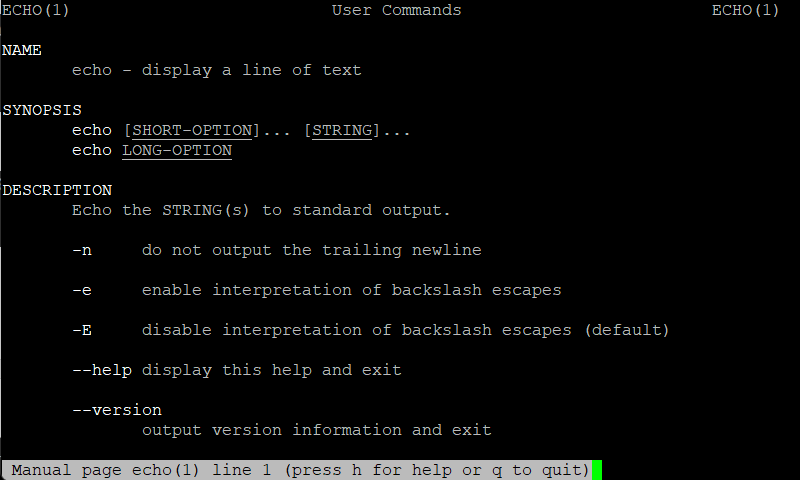 ECHO(1) User Commands ECHO(1)
NAME
echo - display a line of text
SYNOPSIS
echo [SHORT-OPTION]... [STRING]...
echo LONG-OPTION
DESCRIPTION
Echo the STRING(s) to standard output.
-n do not output the trailing newline
-e enable interpretation of backslash escapes
-E disable interpretation of backslash escapes (default)
--help display this help and exit
--version
output version information and exit
Manual page echo(1) line 1 (press h for help or q to quit)